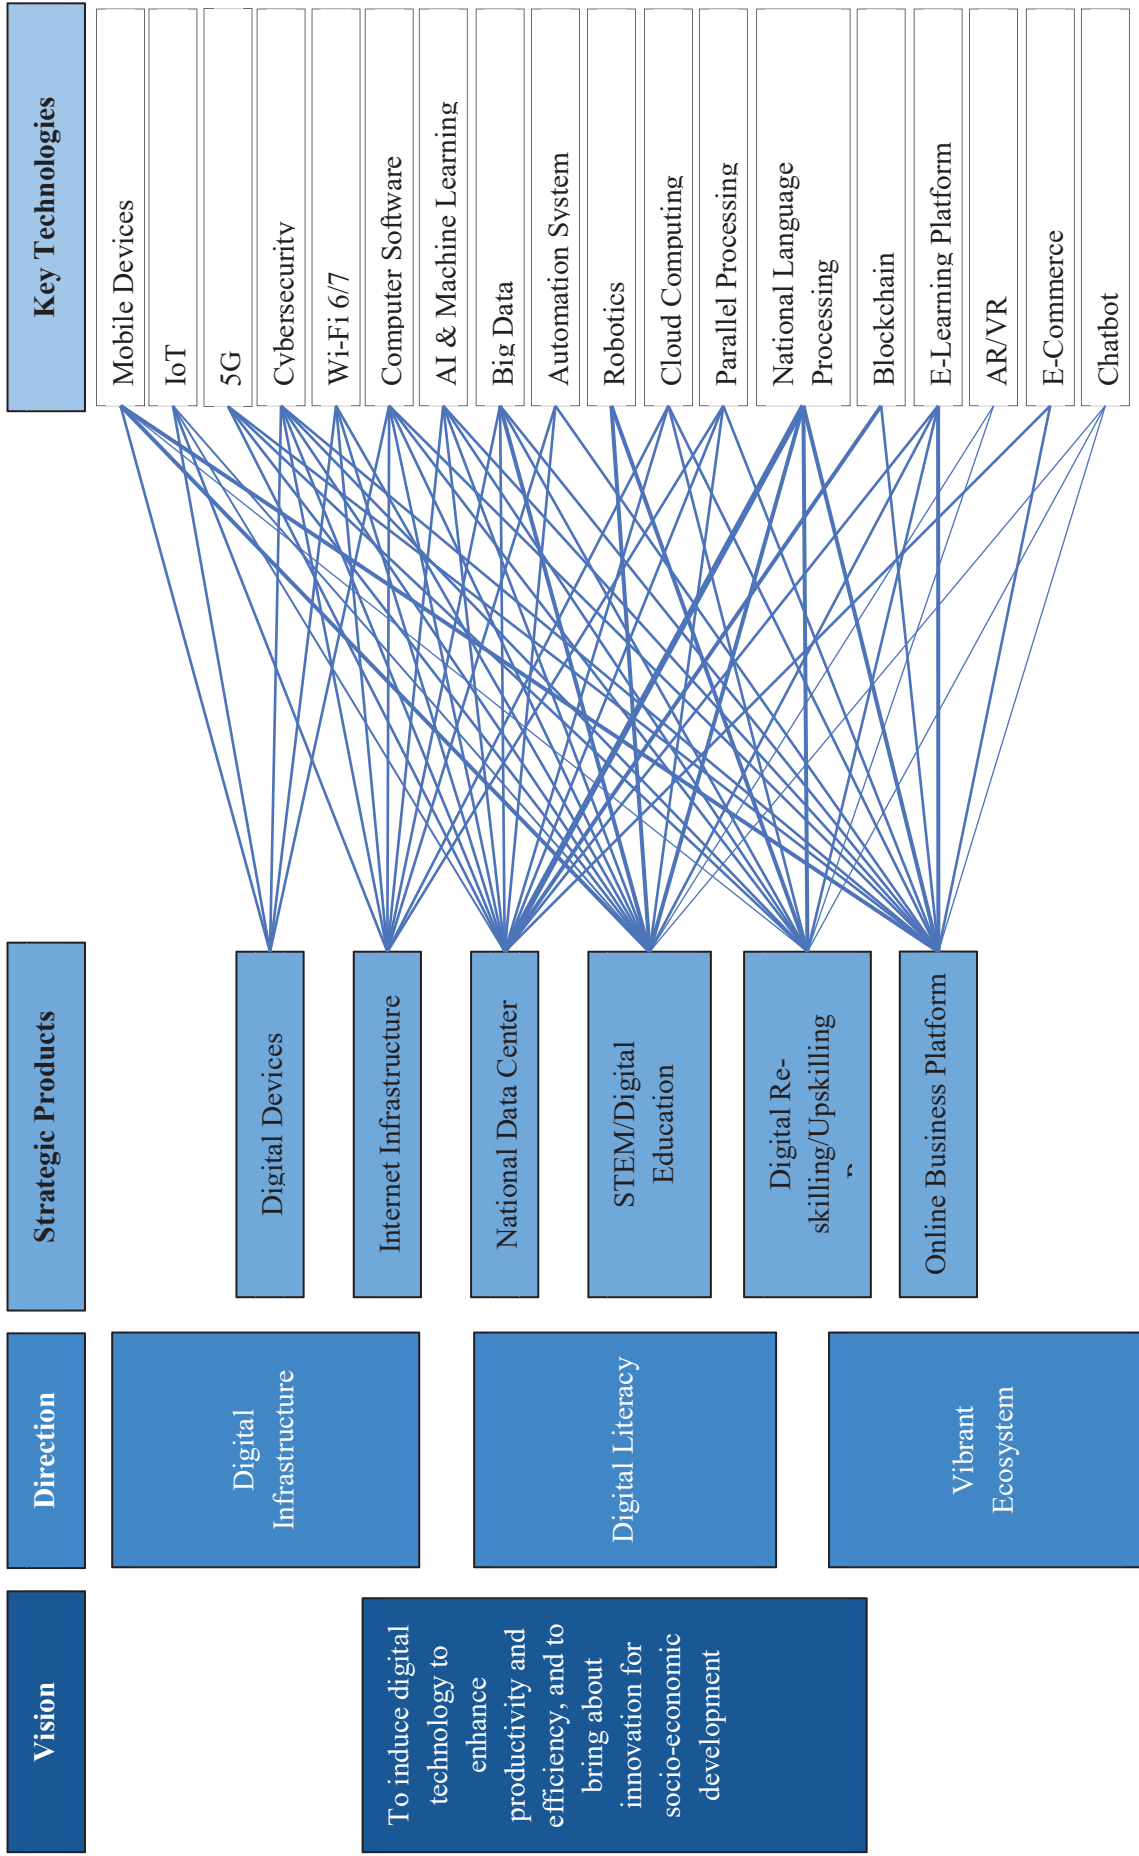 Vision
Direction
Strategic Products
Key Technologies
To induce digital
technology to
enhance
productivity and
efficiency, and to
bring about
innovation for
socio-economic
development
Digital
Infrastructure
Digital Literacy
Vibrant
Ecosystem
Digital Devices
Internet Infrastructure
National Data Center
STEM/Digital
Education
Digital Re-
skilling/Upskilling
Online Business Platform
Mobile Devices
IoT
5G
Cybersecurity
Wi-Fi 6/7
Computer Software
AI & Machine Learning
Big Data
Automation System
Robotics
Cloud Computing
Parallel Processing
National Language
Processing
Blockchain
E-Learning Platform
AR/VR
E-Commerce
Chatbot